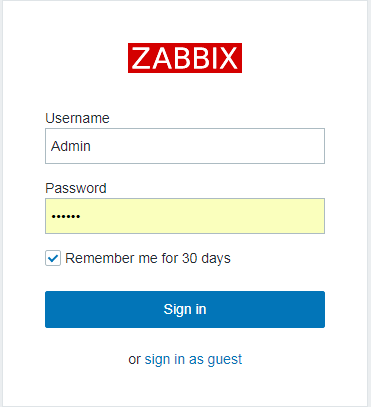 ZABBIX
Username
Admin
Password
••••••
Remember me for 30 days
Sign in
or sign in as guest